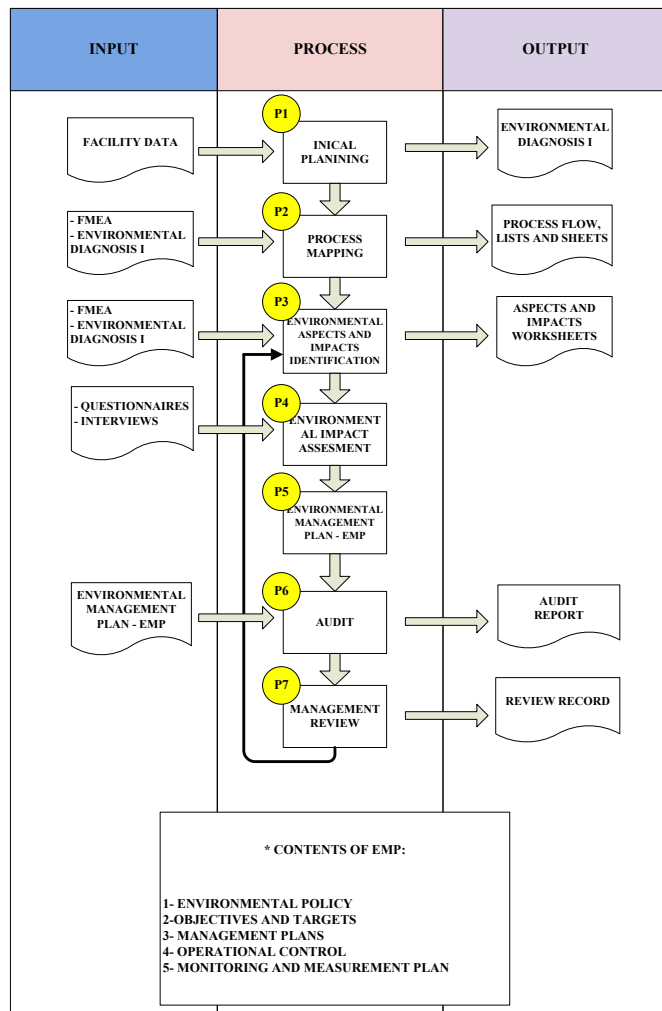 INPUT
PROCESS
OUTPUT
P1
FACILITY DATA
INICAL
PLANINING
ENVIRONMENTAL
DIAGNOSIS I
P2
- FMEA
- ENVIRONMENTAL
DIAGNOSIS I
PROCESS
MAPPING
PROCESS FLOW,
LISTS AND SHEETS
P3
- FMEA
- ENVIRONMENTAL
DIAGNOSIS I
ENVIRONMENTAL
ASPECTS AND
IMPACTS
IDENTIFICATION
ASPECTS AND
IMPACTS
WORKSHEETS
P4
- QUESTIONNAIRES
- INTERVIEWS
ENVIRONMENT
AL IMPACT
ASSESMENT
P5
ENVIRONMENTAL
MANAGEMENT
PLAN - EMP
P6
ENVIRONMENTAL
MANAGEMENT
PLAN - EMP
AUDIT
AUDIT
REPORT
P7
MANAGEMENT
REVIEW
REVIEW RECORD
* CONTENTS OF EMP:
1- ENVIRONMENTAL POLICY
2-OBJECTIVES AND TARGETS
3- MANAGEMENT PLANS
4- OPERATIONAL CONTROL
5- MONITORING AND MEASUREMENT PLAN